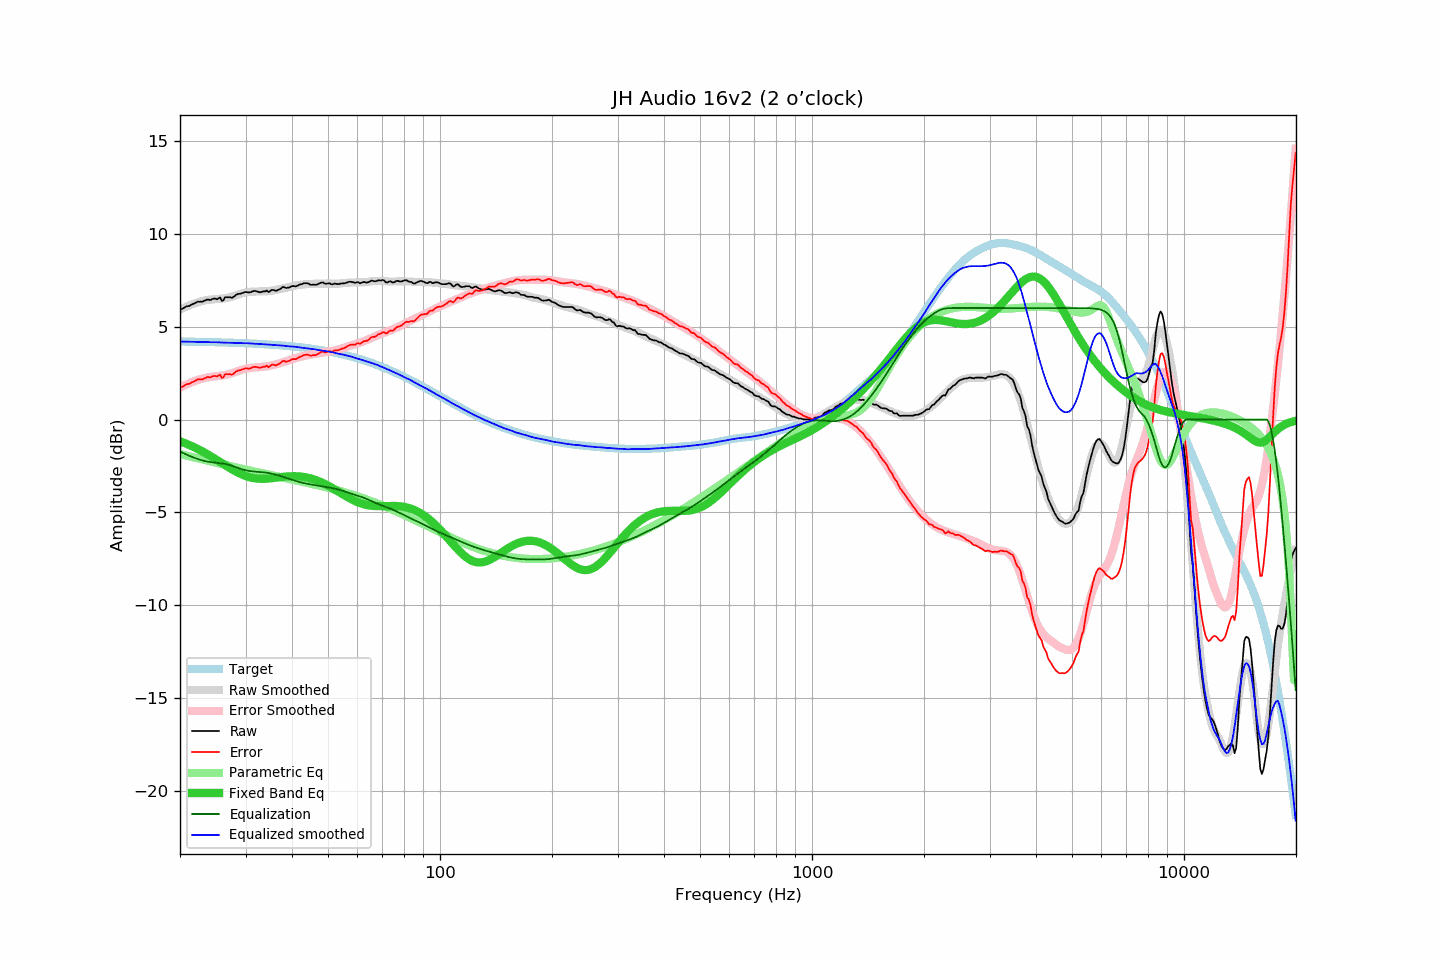 JH Audio 16v2 (2 o’clock)
15
10
5
0
−5
−10
−15
−20
Amplitude (dBr)
Target
Raw Smoothed
Error Smoothed
Raw
Error
Parametric Eq
Fixed Band Eq
Equalization
Equalized smoothed
100
1000
10000
Frequency (Hz)